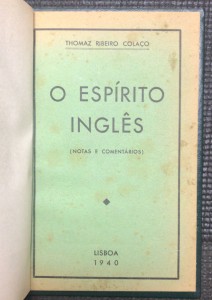 THOMAZ RIBEIRO COLAÇO
O ESPÍRITO
INGLÊS
(NOTAS E COMENTÁRIOS)
LISBOA
1940